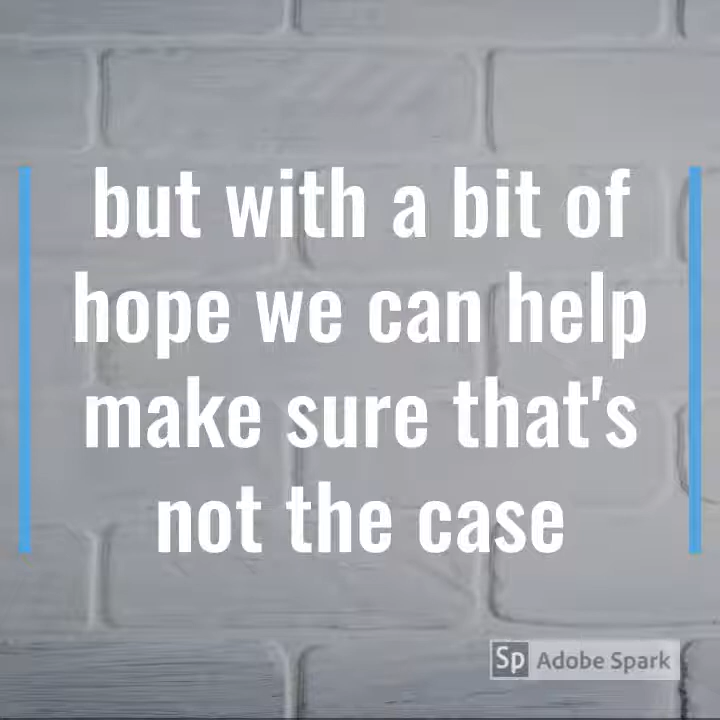 but with a bit of
hope we can help
make sure that's
not the case
Sp Adobe Spark